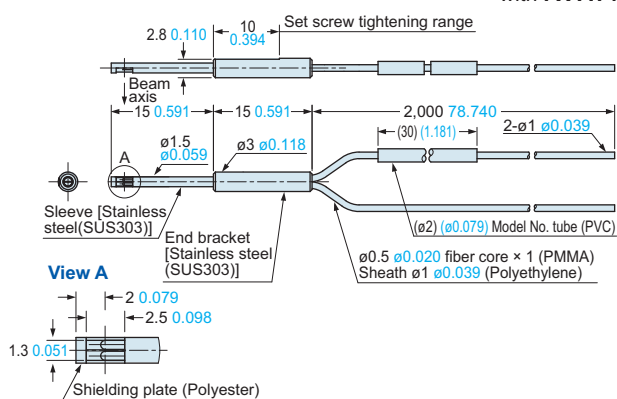 10 Set screw tightening range
2.8 0.110 0.394
Beam
axis
15 0.591 15 0.591 2,000 78.740
(30) (1.181) 2-ø1 ø0.039
ø1.5
ø0.059
ø3 ø0.118
A
Sleeve [Stainless
steel(SUS303)]
(ø2) (ø0.079) Model No. tube (PVC)
End bracket
[Stainless steel
(SUS303)]
ø0.5 ø0.020 fiber core × 1 (PMMA)
Sheath ø1 ø0.039 (Polyethylene)
View A
2 0.079
2.5 0.098
1.3 0.051
Shielding plate (Polyester)